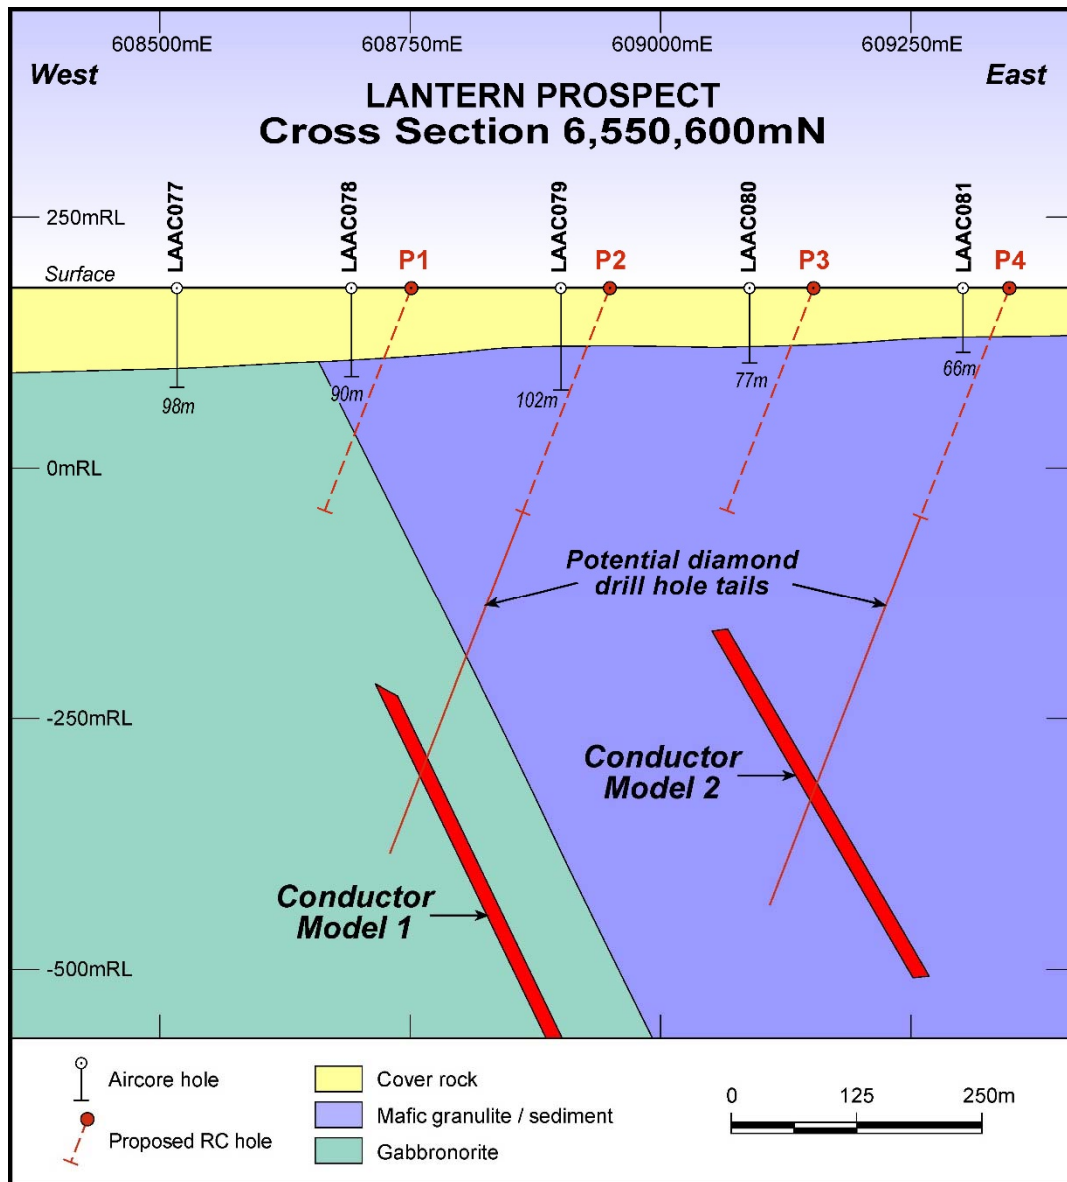 608500mE 608750mE 609000mE 609250mE
West East
LANTERN PROSPECT
Cross Section 6,550,600mN
LAAC077 LAAC078 LAAC079 LAAC080 LAAC081
250mRL
Surface P1 P2 P3 P4
98m 90m 102m 77m 66m
0mRL
Potential diamond
drill hole tails
-250mRL
Conductor
Model 2
Conductor
Model 1
-500mRL
Aircore hole
Proposed RC hole
Cover rock
Mafic granulite / sediment
Gabbronorite
0 125 250m